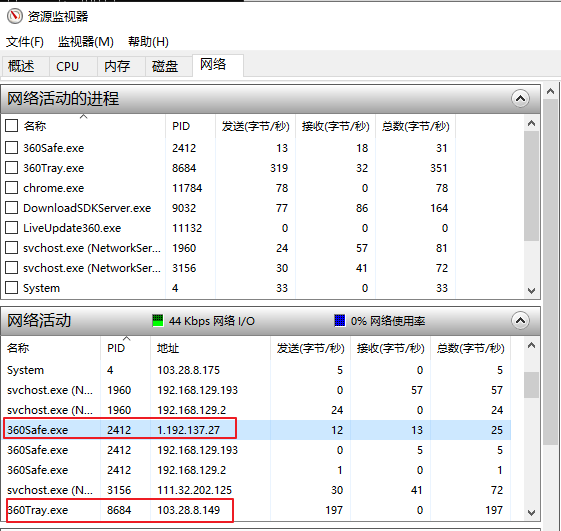 资源监视器
文件(F) 监视器(M) 帮助(H)
概述 CPU 内存 磁盘 网络
网络活动的进程
名称 PID 发送(字节/秒) 接收(字节/秒) 总数(字节/秒)
360Safe.exe 2412 13 18 31
360Tray.exe 8684 319 32 351
chrome.exe 11784 78 0 78
DownloadSDKServer.exe 9032 77 86 164
LiveUpdate360.exe 11132 0 0 0
svchost.exe (NetworkSer... 1960 24 57 81
svchost.exe (NetworkSer... 3156 30 41 72
System 4 33 0 33
网络活动 44 Kbps 网络 I/O 0% 网络使用率
名称 PID 地址 发送(字节/秒) 接收(字节/秒) 总数(字节/秒)
System 4 103.28.8.175 5 0 5
svchost.exe (N... 1960 192.168.129.193 0 57 57
svchost.exe (N... 1960 192.168.129.2 24 0 24
360Safe.exe 2412 1.192.137.27 12 13 25
360Safe.exe 2412 192.168.129.193 0 5 5
360Safe.exe 2412 192.168.129.2 1 0 1
svchost.exe (N... 3156 111.32.202.125 30 41 72
360Tray.exe 8684 103.28.8.149 197 0 197